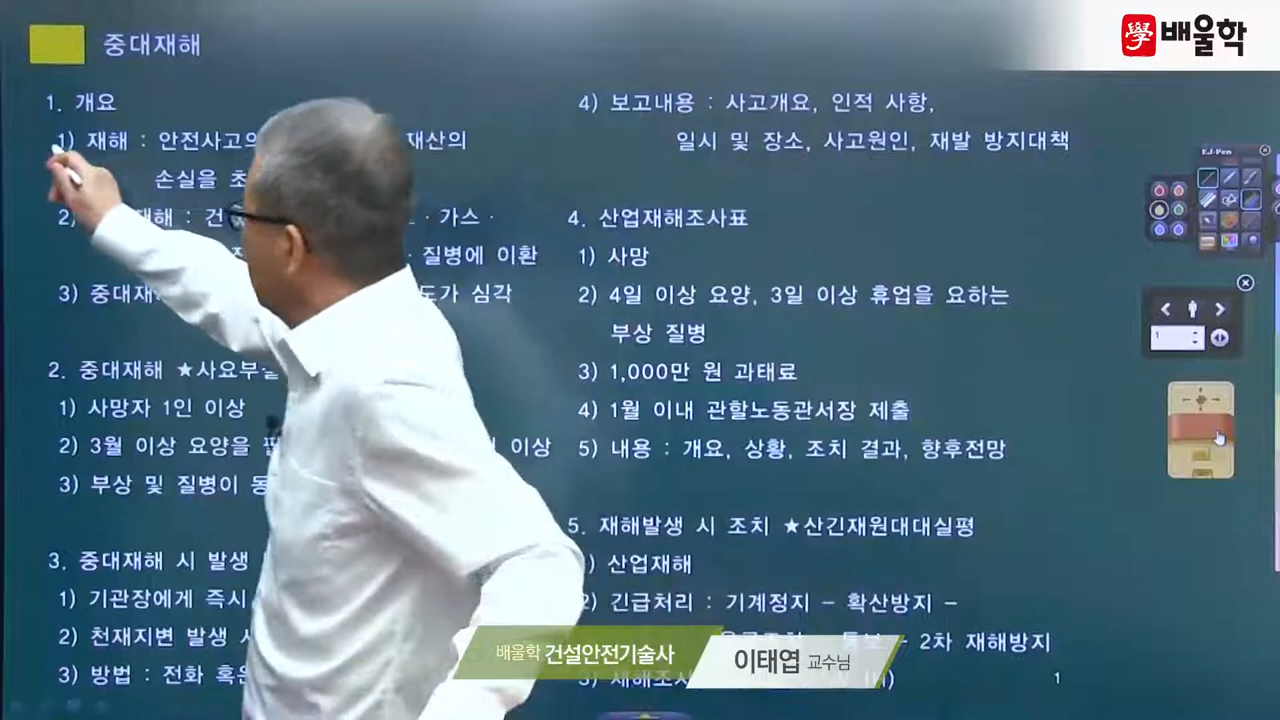 중대재해
學 배울학
1. 개요
1) 재해 : 안전사고의 재산의
손실을 초
2) 재해 : 건 · 가스 ·
· 질병에 이환
3) 중대재 도가 심각
2. 중대재해 ★사요부
1) 사망자 1인 이상
2) 3월 이상 요양을 이상
3) 부상 및 질병이 동
3. 중대재해 시 발생
1) 기관장에게 즉시
2) 천재지변 발생 시
3) 방법 : 전화 혹은
4) 보고내용 : 사고개요, 인적 사항,
일시 및 장소, 사고원인, 재발 방지대책
4. 산업재해조사표
1) 사망
2) 4일 이상 요양, 3일 이상 휴업을 요하는
부상 질병
3) 1,000만 원 과태료
4) 1월 이내 관할노동관서장 제출
5) 내용 : 개요, 상황, 조치 결과, 향후전망
5. 재해발생 시 조치 ★산긴재원대대실평
) 산업재해
2) 긴급처리 : 기계정지 – 확산방지 –
통보 – 2차 재해방지
3) 재해조사
1
EJ-Pen
1
배울학 건설안전기술사
이태엽 교수님